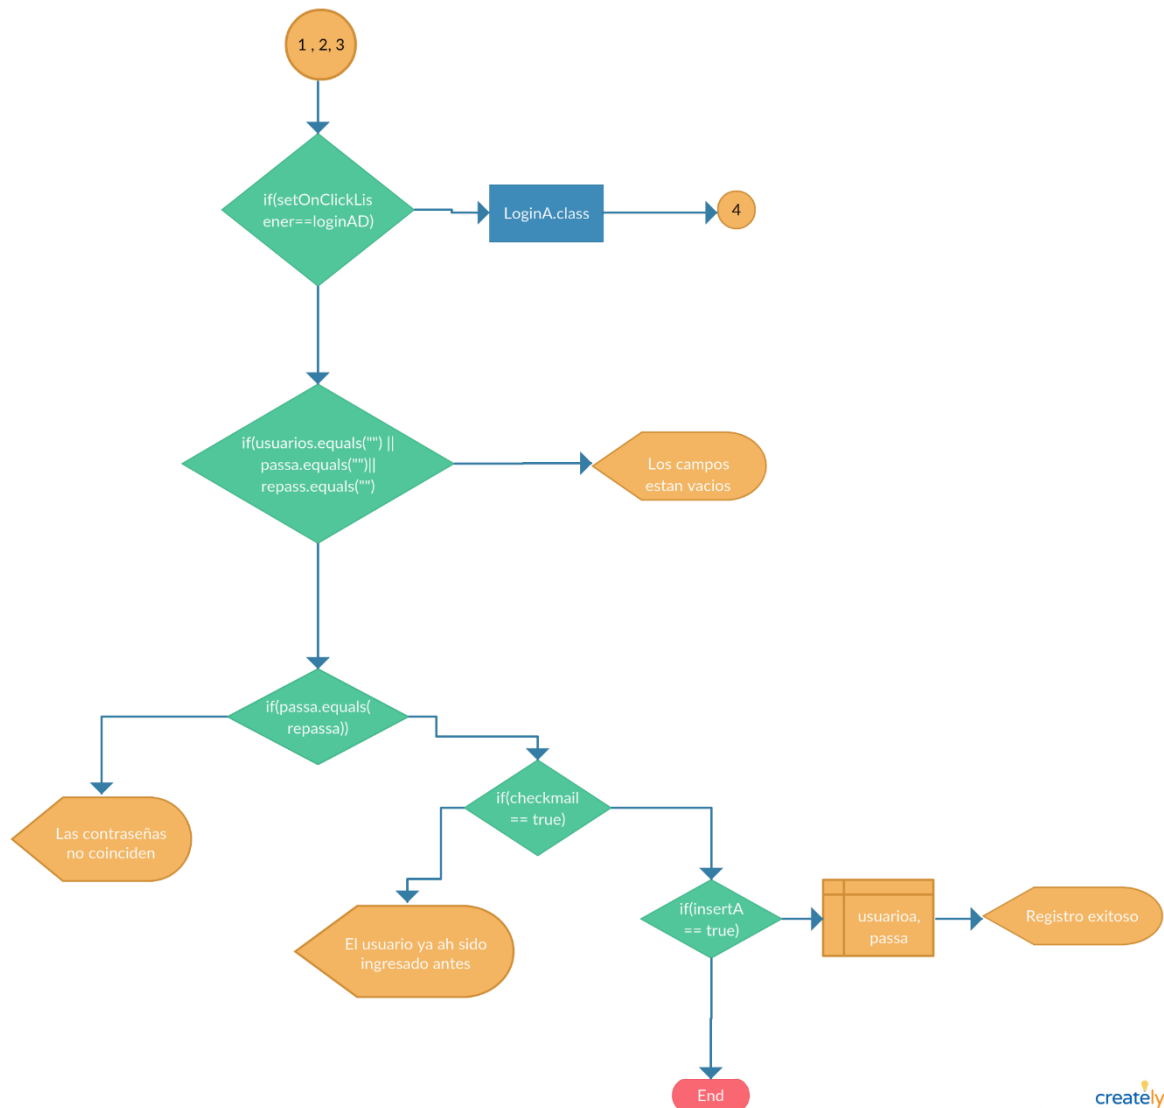 1 , 2, 3
if(setOnClickLis
ener==loginAD)
LoginA.class
4
if(usuarios.equals("") ||
passa.equals("")||
repass.equals("")
Los campos
estan vacios
if(passa.equals(
repassa))
Las contraseñas
no coinciden
if(checkmail
== true)
El usuario ya ah sido
ingresado antes
if(insertA
== true)
usuarioa,
passa
Registro exitoso
End
creately